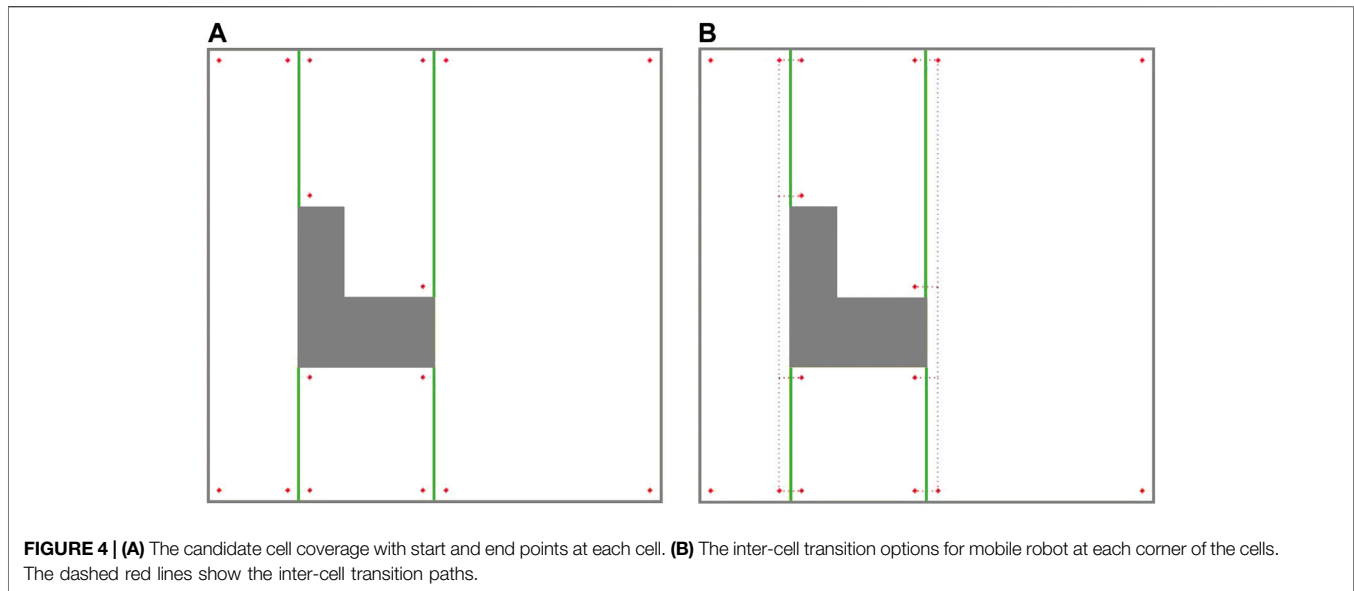 A
B
FIGURE 4 | (A) The candidate cell coverage with start and end points at each cell. (B) The inter-cell transition options for mobile robot at each corner of the cells.
The dashed red lines show the inter-cell transition paths.